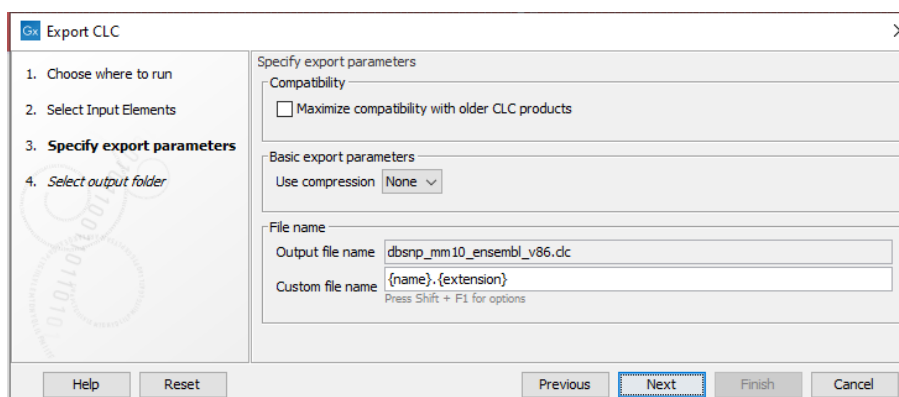 Gx Export CLC
1. Choose where to run
2. Select Input Elements
3. Specify export parameters
4. Select output folder
Specify export parameters
Compatibility
Maximize compatibility with older CLC products
Basic export parameters
Use compression None
File name
Output file name dbsnp_mm10_ensembl_v86.clc
Custom file name {name}.{extension}
Press Shift + F1 for options
Help Reset Previous Next Finish Cancel